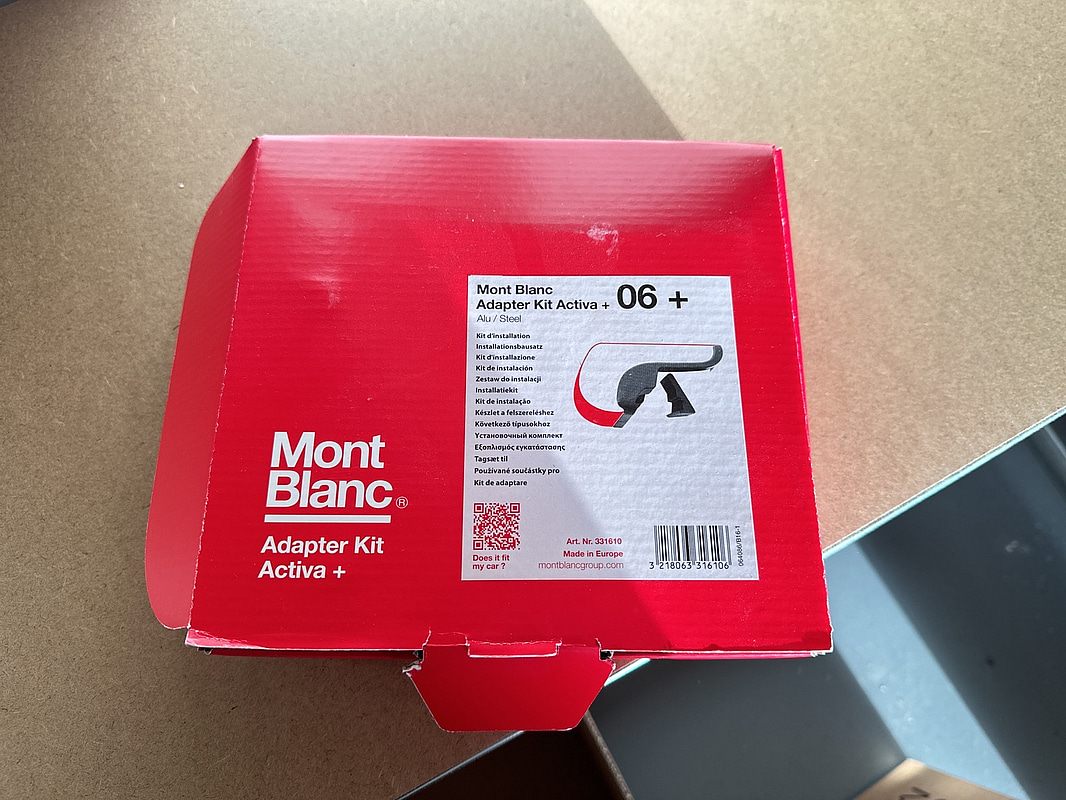 Mont Blanc
Adapter Kit Activa + 06 +
Alu / Steel
Kit d'installation
Installationsbausatz
Kit d'installazione
Kit de instalación
Zestaw do instalacji
Installatiekit
Kit de instalação
Készlet a felszereléshez
Következő típusokhoz
Установочный комплект
Εξοπλισμός εγκατάστασης
Tagsæt til
Používané součástky pro
Kit de adaptare
Does it fit
my car ?
Art. Nr. 331610
Made in Europe
montblancgroup.com
3 218063 316106
064086/B16-1
Mont
Blanc®
Adapter Kit
Activa +